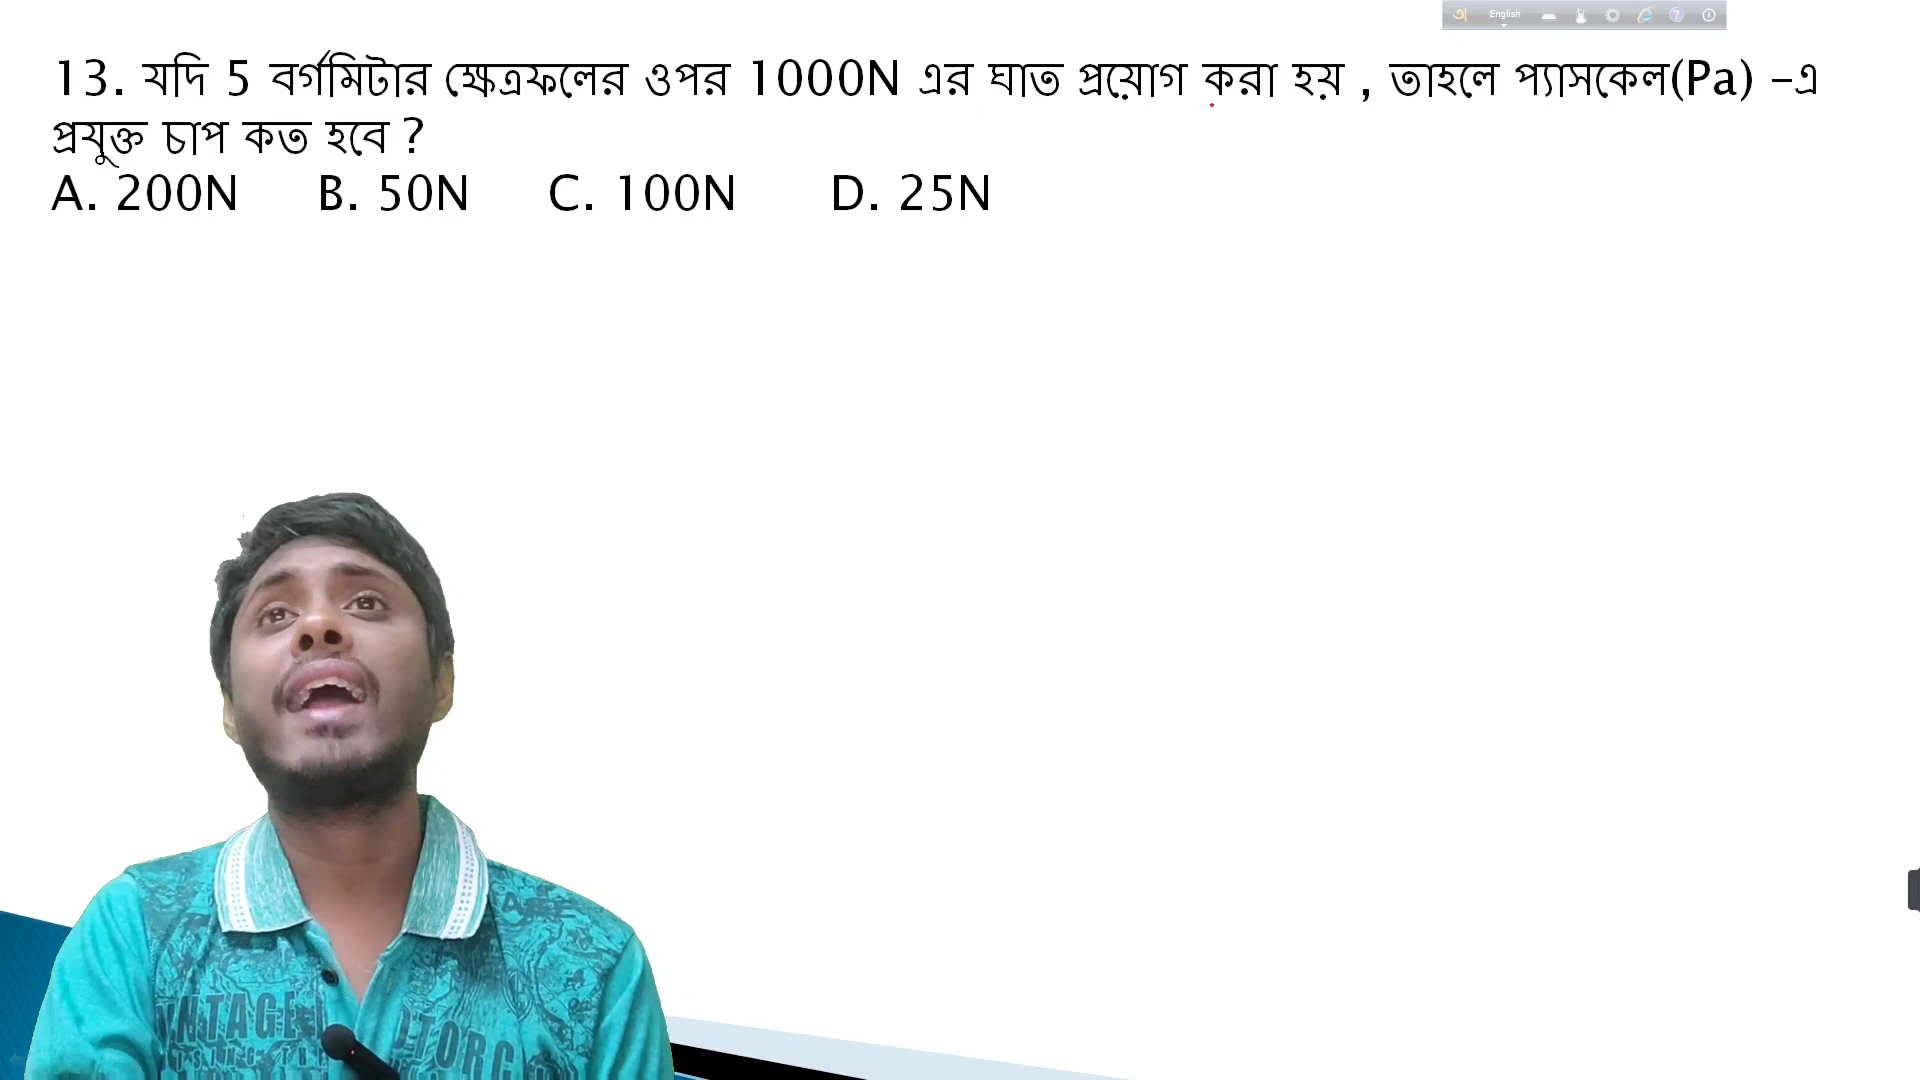 English
13. যদি 5 বর্গমিটার ক্ষেত্রফলের ওপর 1000N এর ঘাত প্রয়োগ করা হয় , তাহলে প্যাসকেল(Pa) –এ
প্রযুক্ত চাপ কত হবে ?
A. 200N B. 50N C. 100N D. 25N